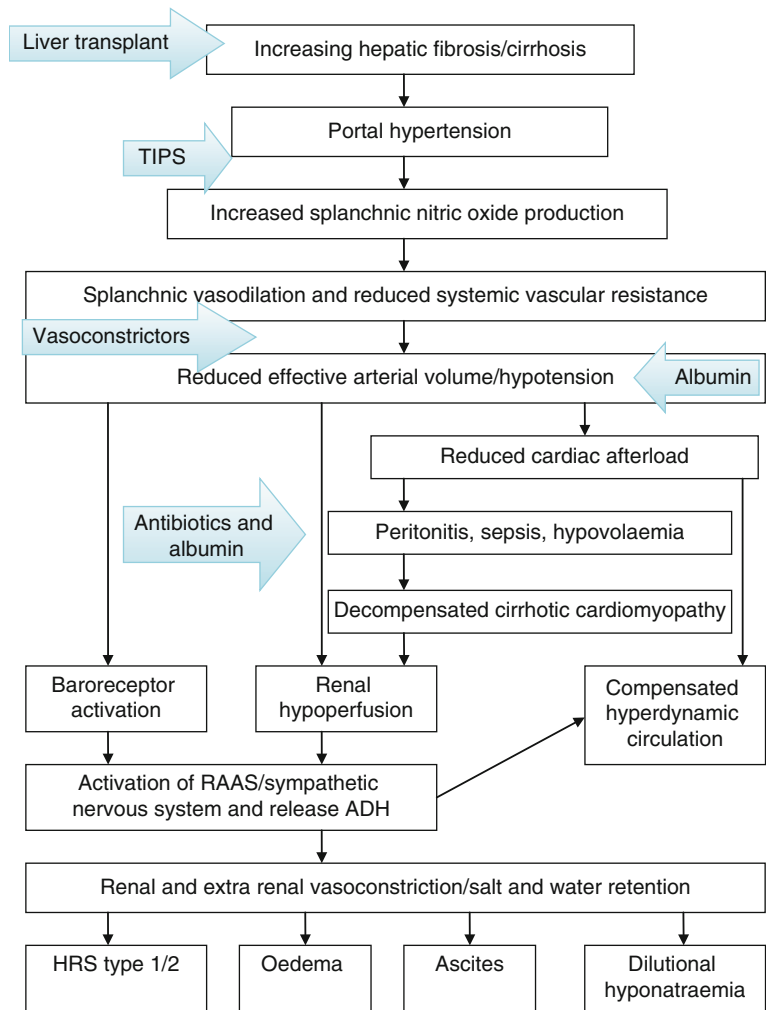 Liver transplant
Increasing hepatic fibrosis/cirrhosis
Portal hypertension
TIPS
Increased splanchnic nitric oxide production
Splanchnic vasodilation and reduced systemic vascular resistance
Vasoconstrictors
Reduced effective arterial volume/hypotension
Albumin
Reduced cardiac afterload
Antibiotics and
albumin
Peritonitis, sepsis, hypovolaemia
Decompensated cirrhotic cardiomyopathy
Baroreceptor
activation
Renal
hypoperfusion
Compensated
hyperdynamic
circulation
Activation of RAAS/sympathetic
nervous system and release ADH
Renal and extra renal vasoconstriction/salt and water retention
HRS type 1/2
Oedema
Ascites
Dilutional
hyponatraemia